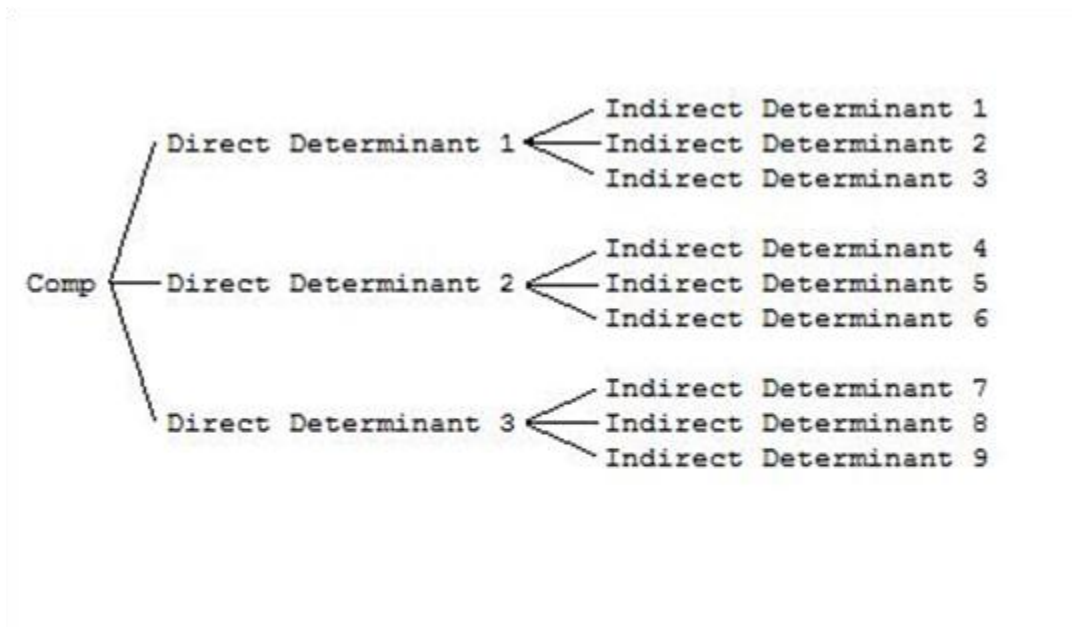 Indirect Determinant 1
Direct Determinant 1
Indirect Determinant 2
Indirect Determinant 3
Indirect Determinant 4
Comp
Direct Determinant 2
Indirect Determinant 5
Indirect Determinant 6
Indirect Determinant 7
Direct Determinant 3
Indirect Determinant 8
Indirect Determinant 9